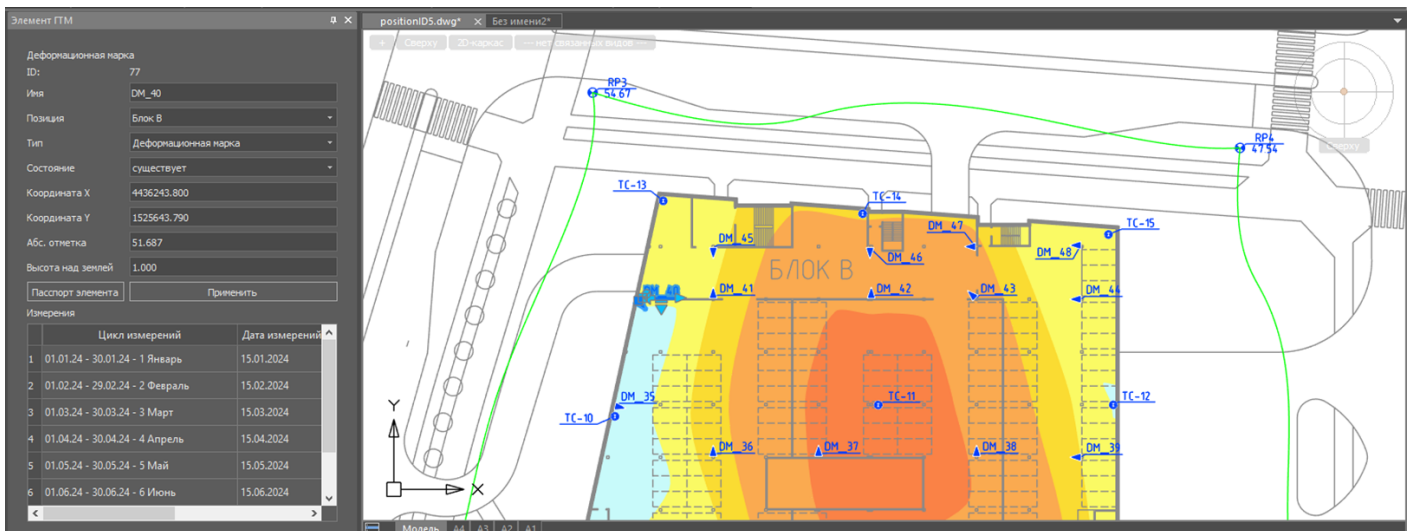 Элемент ГТМ
positionID5.dwg*
Без имени2*
Деформационная марка
ID: 77
Имя DM_40
Позиция Блок В
Тип Деформационная марка
Состояние существует
Координата X 4436243.800
Координата Y 1525643.790
Абс. отметка 51.687
Высота над землей 1.000
Паспорт элемента Применить
Измерения
Цикл измерений Дата измерений
1 01.01.24 - 30.01.24 - 1 Январь 15.01.2024
2 01.02.24 - 29.02.24 - 2 Февраль 15.02.2024
3 01.03.24 - 30.03.24 - 3 Март 15.03.2024
4 01.04.24 - 30.04.24 - 4 Апрель 15.04.2024
5 01.05.24 - 30.05.24 - 5 Май 15.05.2024
6 01.06.24 - 30.06.24 - 6 Июнь 15.06.2024
+ Сверху 2D-каркас --- нет связанных видов ---
RP3
54.67
RP4
47.54
Сверху
TC-13
TC-14
TC-15
DM_45
DM_46
DM_47
DM_48
БЛОК В
DM_40
DM_41
DM_42
DM_43
DM_44
DM_35
TC-10
TC-11
TC-12
DM_36
DM_37
DM_38
DM_39
Y
X
Модель A4 A3 A2 A1